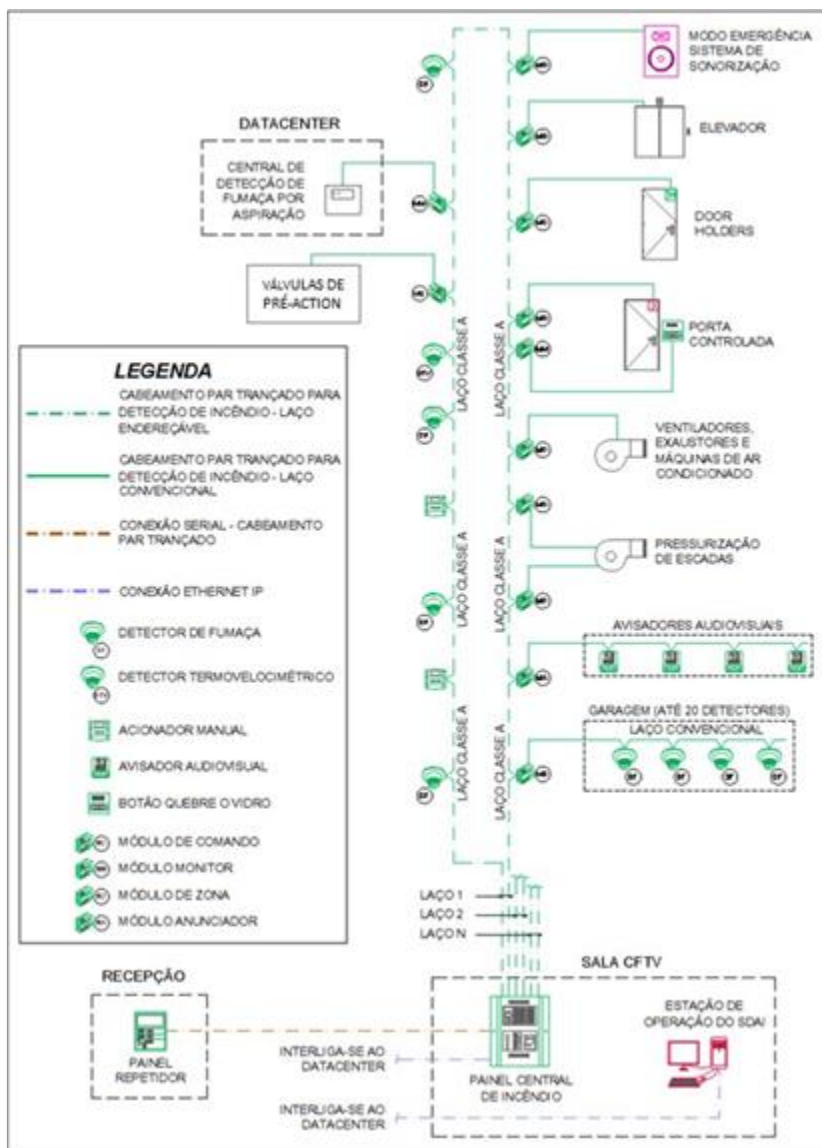 MODO EMERGÊNCIA
SISTEMA DE
SONORIZAÇÃO
ELEVADOR
DATACENTER
CENTRAL DE
DETECÇÃO DE
FUMAÇA POR
ASPIRAÇÃO
DOOR
HOLDERS
VÁLVULAS DE
PRÉ-ACTION
PORTA
CONTROLADA
LAÇO CLASSE A
LAÇO CLASSE A
VENTILADORES,
EXAUSTORES E
MÁQUINAS DE AR
CONDICIONADO
PRESSURIZAÇÃO
DE ESCADAS
LAÇO CLASSE A
LAÇO CLASSE A
AVISADORES AUDIOVISUAIS
GARAGEM (ATÉ 20 DETECTORES)
LAÇO CONVENCIONAL
LAÇO CLASSE A
LAÇO CLASSE A
LEGENDA
CABEAMENTO PAR TRANÇADO PARA
DETECÇÃO DE INCÊNDIO - LAÇO
ENDEREÇÁVEL
CABEAMENTO PAR TRANÇADO PARA
DETECÇÃO DE INCÊNDIO - LAÇO
CONVENCIONAL
CONEXÃO SERIAL - CABEAMENTO
PAR TRANÇADO
CONEXÃO ETHERNET IP
DETECTOR DE FUMAÇA
DETECTOR TERMOVELOCIMÉTRICO
ACIONADOR MANUAL
AVISADOR AUDIOVISUAL
BOTÃO QUEBRE O VIDRO
MÓDULO DE COMANDO
MÓDULO MONITOR
MÓDULO DE ZONA
MÓDULO ANUNCIADOR
LAÇO 1
LAÇO 2
LAÇO N
RECEPÇÃO
PAINEL
REPETIDOR
SALA CFTV
INTERLIGA-SE AO
DATACENTER
PAINEL CENTRAL
DE INCÊNDIO
ESTAÇÃO DE
OPERAÇÃO DO SDAI
INTERLIGA-SE AO
DATACENTER